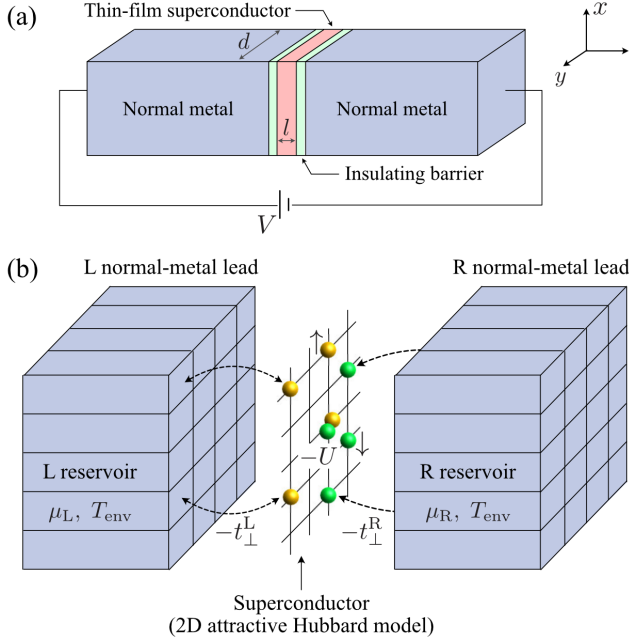 (a)
Thin-film superconductor
d
x
y
Normal metal
l
Normal metal
Insulating barrier
V
(b)
L normal-metal lead
R normal-metal lead
↑
L reservoir
−U
↓
R reservoir
μL, Tenv
μR, Tenv
−t⊥L
−t⊥R
Superconductor
(2D attractive Hubbard model)